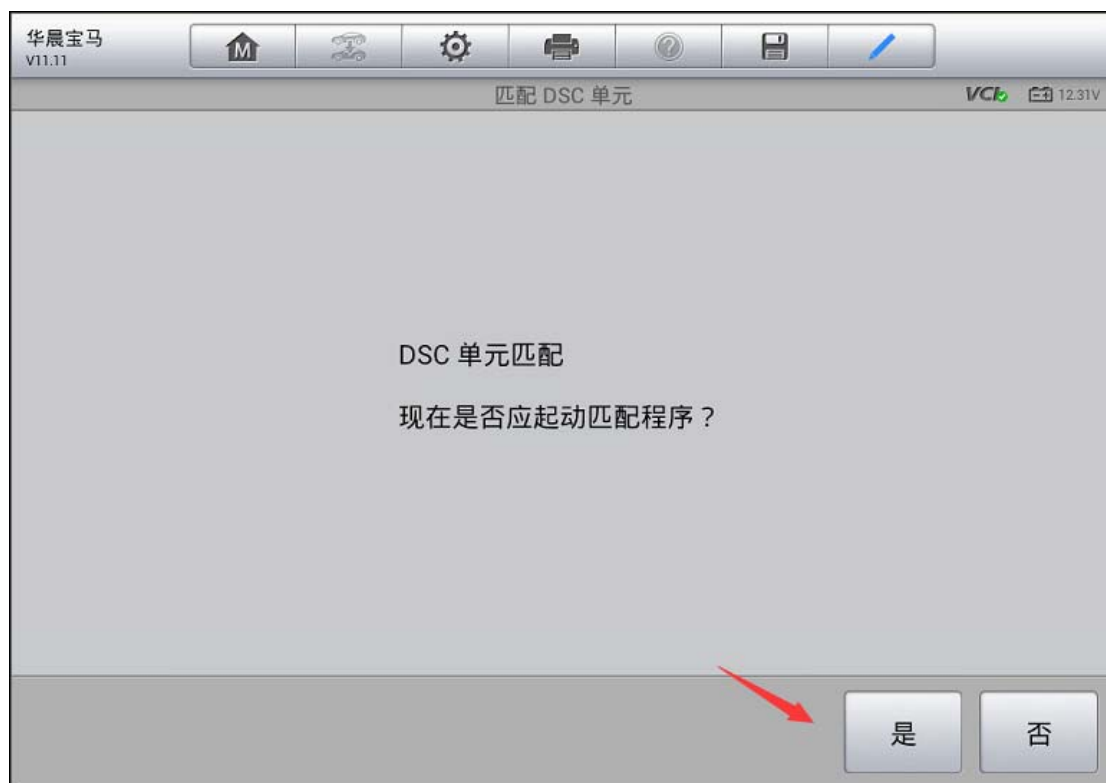 华晨宝马
V11.11
M
匹配 DSC 单元
VCI
12.31V
DSC 单元匹配
现在是否应起动匹配程序？
是
否